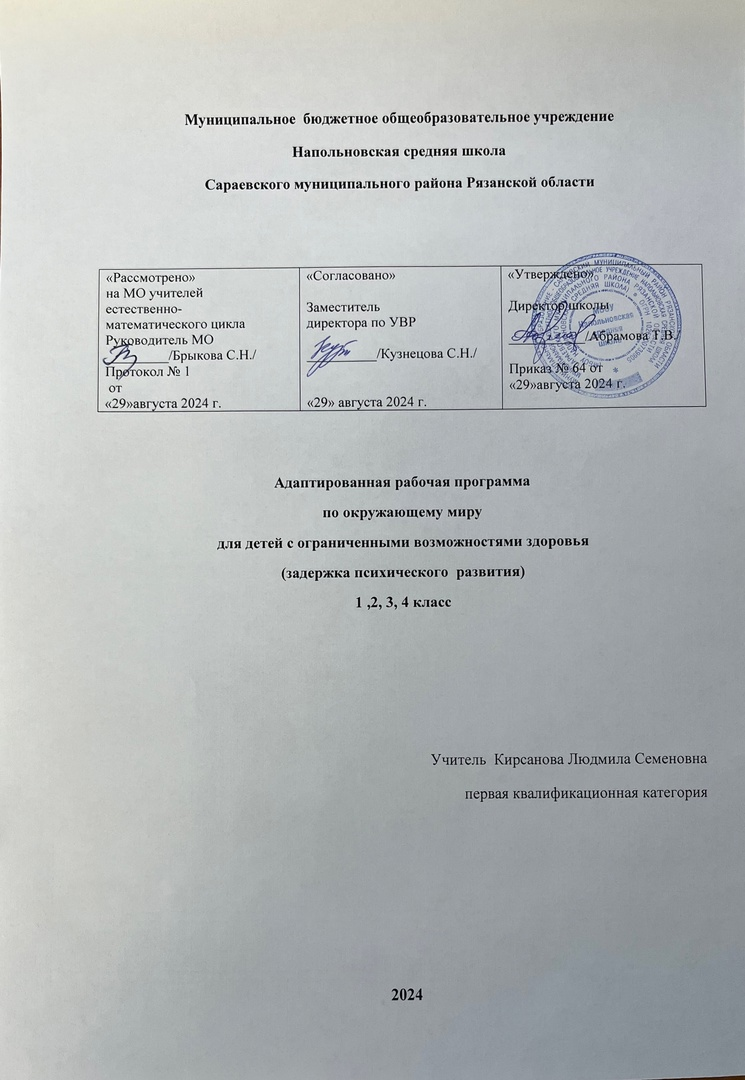 Муниципальное бюджетное общеобразовательное учреждение
Напольновская средняя школа
Сараевского муниципального района Рязанской области
«Рассмотрено»
на МО учителей
естественно-
математического цикла
Руководитель МО
/Брыкова С.Н./
Протокол № 1
от
«29»августа 2024 г.
«Согласовано»
Заместитель
директора по УВР
/Кузнецова С.Н./
«29» августа 2024 г.
«Утверждено»
Директор школы
/Абрамова Т.В.
Приказ № 64 от
«29»августа 2024 г.
Адаптированная рабочая программа
по окружающему миру
для детей с ограниченными возможностями здоровья
(задержка психического развития)
1 ,2, 3, 4 класс
Учитель Кирсанова Людмила Семеновна
первая квалификационная категория
2024